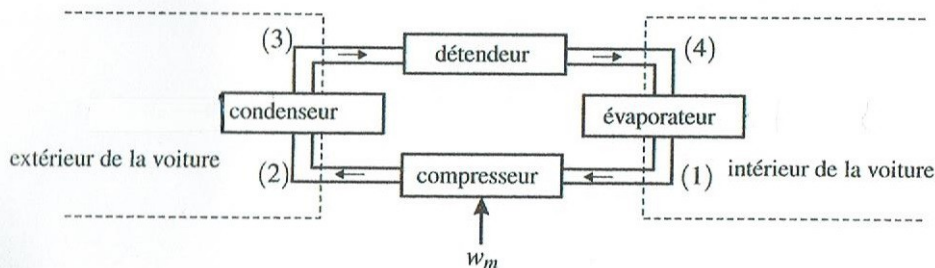 (3)
détendeur
(4)
condenseur
évaporateur
extérieur de la voiture
(2)
compresseur
(1)
intérieur de la voiture
w_m